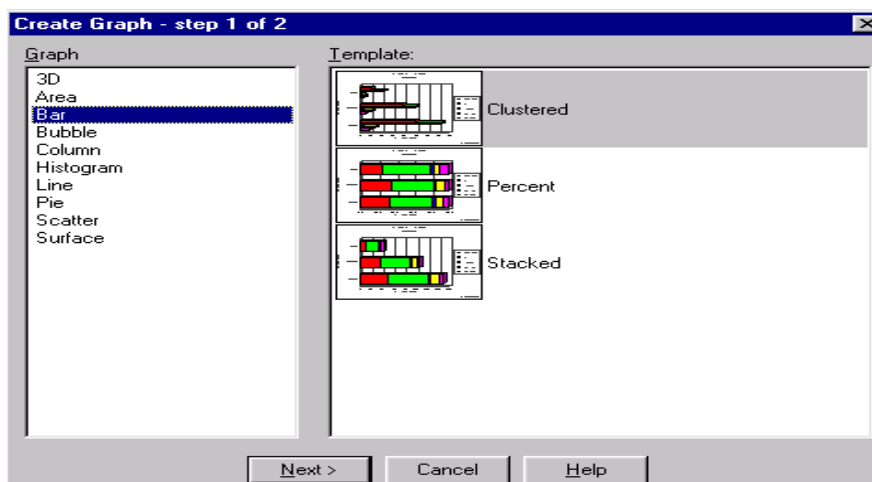 Create Graph - step 1 of 2
Graph
3D
Area
Bar
Bubble
Column
Histogram
Line
Pie
Scatter
Surface
Template:
Clustered
Percent
Stacked
Next >
Cancel
Help